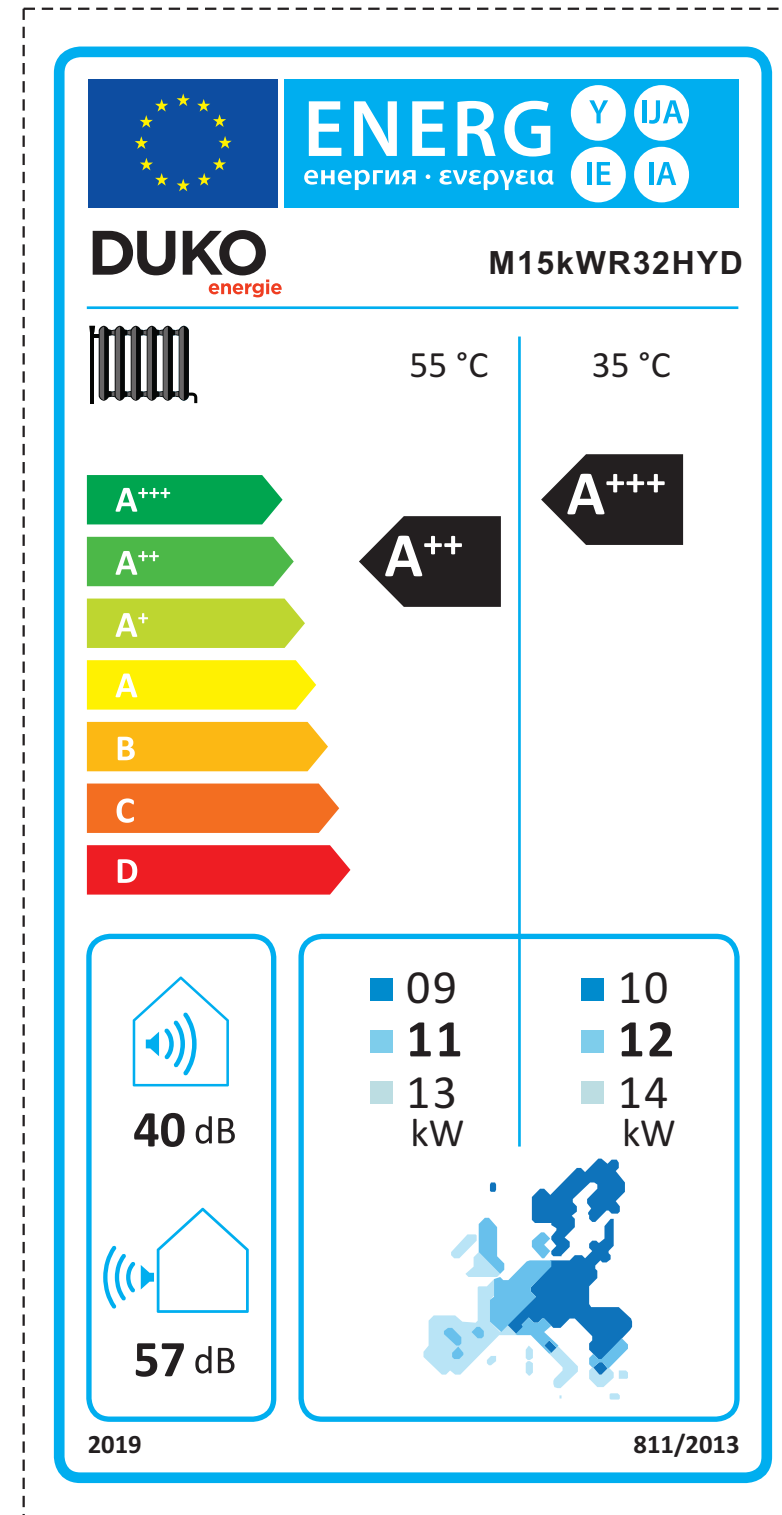 ENERG Y IJA
енергия · ενεργεια IE IA
DUKO
energie
M15kWR32HYD
55 °C 35 °C
A+++
A++
A+
A
B
C
D
A++
A+++
40 dB
57 dB
09 10
11 12
13 14
kW kW
2019 811/2013